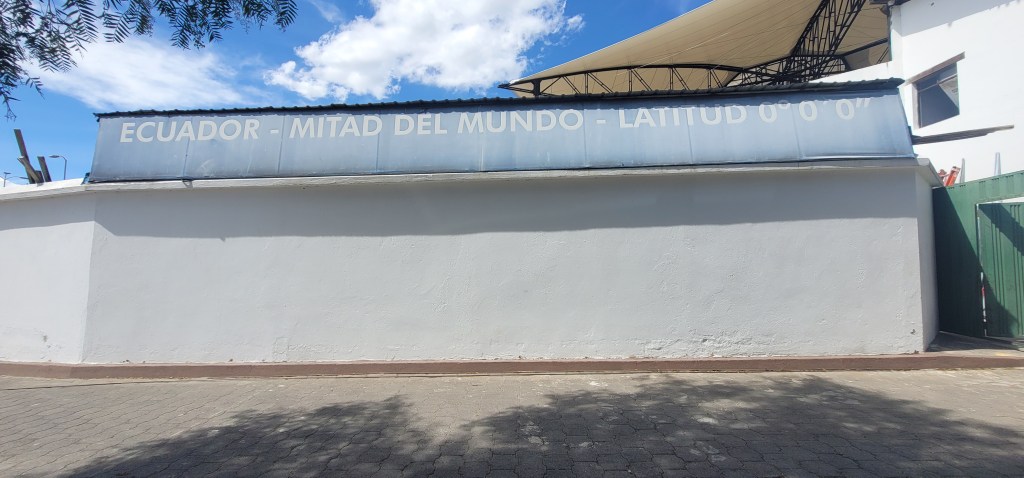 ECUADOR - MITAD DEL MUNDO - LATITUD 0° 0' 0"